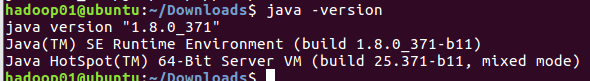 hadoop01@ubuntu:~/Downloads$ java -version
java version "1.8.0_371"
Java(TM) SE Runtime Environment (build 1.8.0_371-b11)
Java HotSpot(TM) 64-Bit Server VM (build 25.371-b11, mixed mode)
hadoop01@ubuntu:~/Downloads$